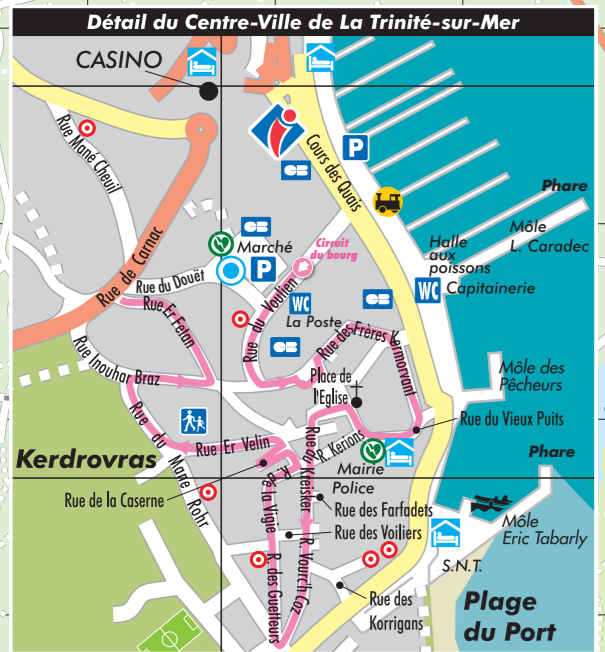 Détail du Centre-Ville de La Trinité-sur-Mer
CASINO
Rue Mané Cheuil
Cours des Quais
P
Phare
Rue de Carnac
Marché
P
Circuit
du bourg
Halle
aux
poissons
Môle
L. Caradec
Rue du Douët
Rue du Voulien
WC
WC
Capitainerie
Rue Er Fetan
La Poste
Rue des Frères Kermorvant
Rue Inouhar Braz
Place de
l'Eglise
Môle des
Pêcheurs
Rue du Mané Rohr
Rue Er Velin
Rue du Kreisker
R. Kerions
Rue du Vieux Puits
Kerdrovras
Mairie
Police
Phare
Rue de la Caserne
R. de la Vigie
Rue des Farfadets
Rue des Voiliers
Môle
Eric Tabarly
R. des Guetteurs
R. Vourc'h Coz
S.N.T.
Rue des
Korrigans
Plage
du Port